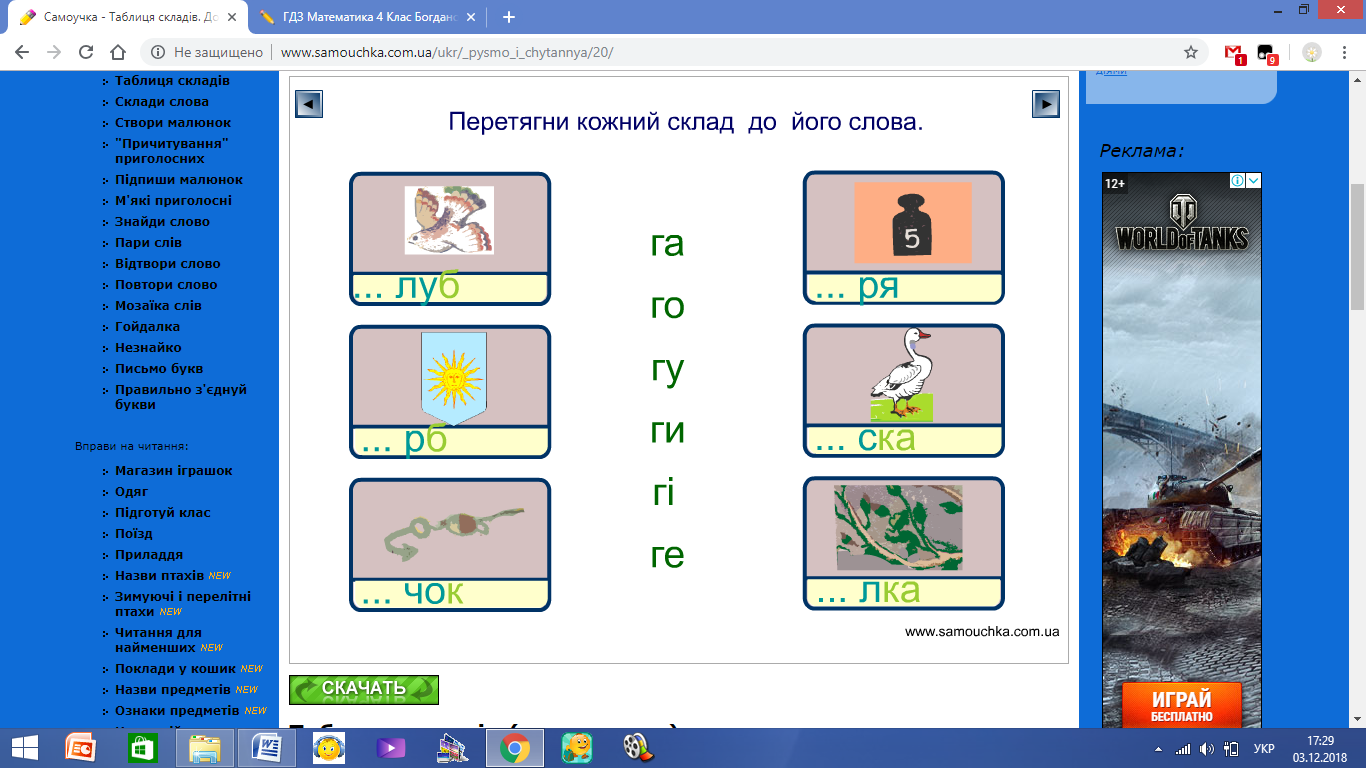 Самоучка - Таблиця складів. До
ГДЗ Математика 4 Клас Богдано
Не защищено
www.samouchka.com.ua/ukr/_pysmo_i_chytannya/20/
1
9
Таблиця складів
Склади слова
Створи малюнок
"Причитування"
приголосних
Підпиши малюнок
М'які приголосні
Знайди слово
Пари слів
Відтвори слово
Повтори слово
Мозаїка слів
Гойдалка
Незнайко
Письмо букв
Правильно з'єднуй
букви
Вправи на читання:
Магазин іграшок
Одяг
Підготуй клас
Поїзд
Приладдя
Назви птахів NEW
Зимуючі і перелітні
птахи NEW
Читання для
найменших NEW
Поклади у кошик NEW
Назви предметів NEW
Ознаки предметів NEW
Перетягни кожний склад до його слова.
... луб
... рб
... чок
га
го
гу
ги
гі
ге
5
... ря
... ска
... лка
www.samouchka.com.ua
СКАЧАТЬ
діями
Реклама:
12+
WORLD OF TANKS
ИГРАЙ
БЕСПЛАТНО
УКР
17:29
03.12.2018